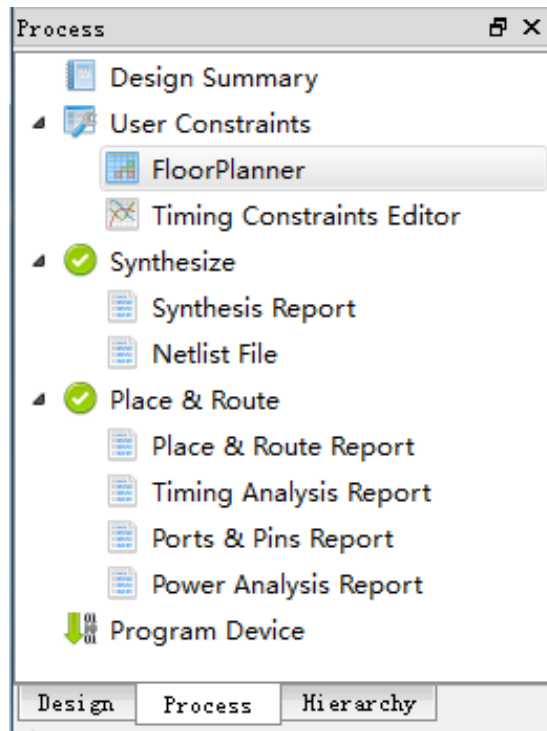 Process
Design Summary
User Constraints
FloorPlanner
Timing Constraints Editor
Synthesize
Synthesis Report
Netlist File
Place & Route
Place & Route Report
Timing Analysis Report
Ports & Pins Report
Power Analysis Report
Program Device
Design Process Hierarchy